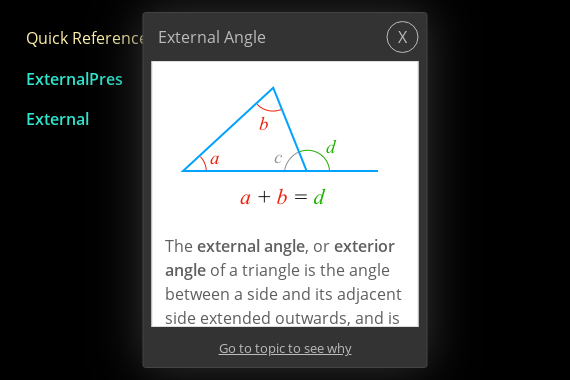 Quick Reference
External Angle
X
ExternalPres
External
b
a
c
d
a + b = d
The external angle, or exterior
angle of a triangle is the angle
between a side and its adjacent
side extended outwards, and is
Go to topic to see why